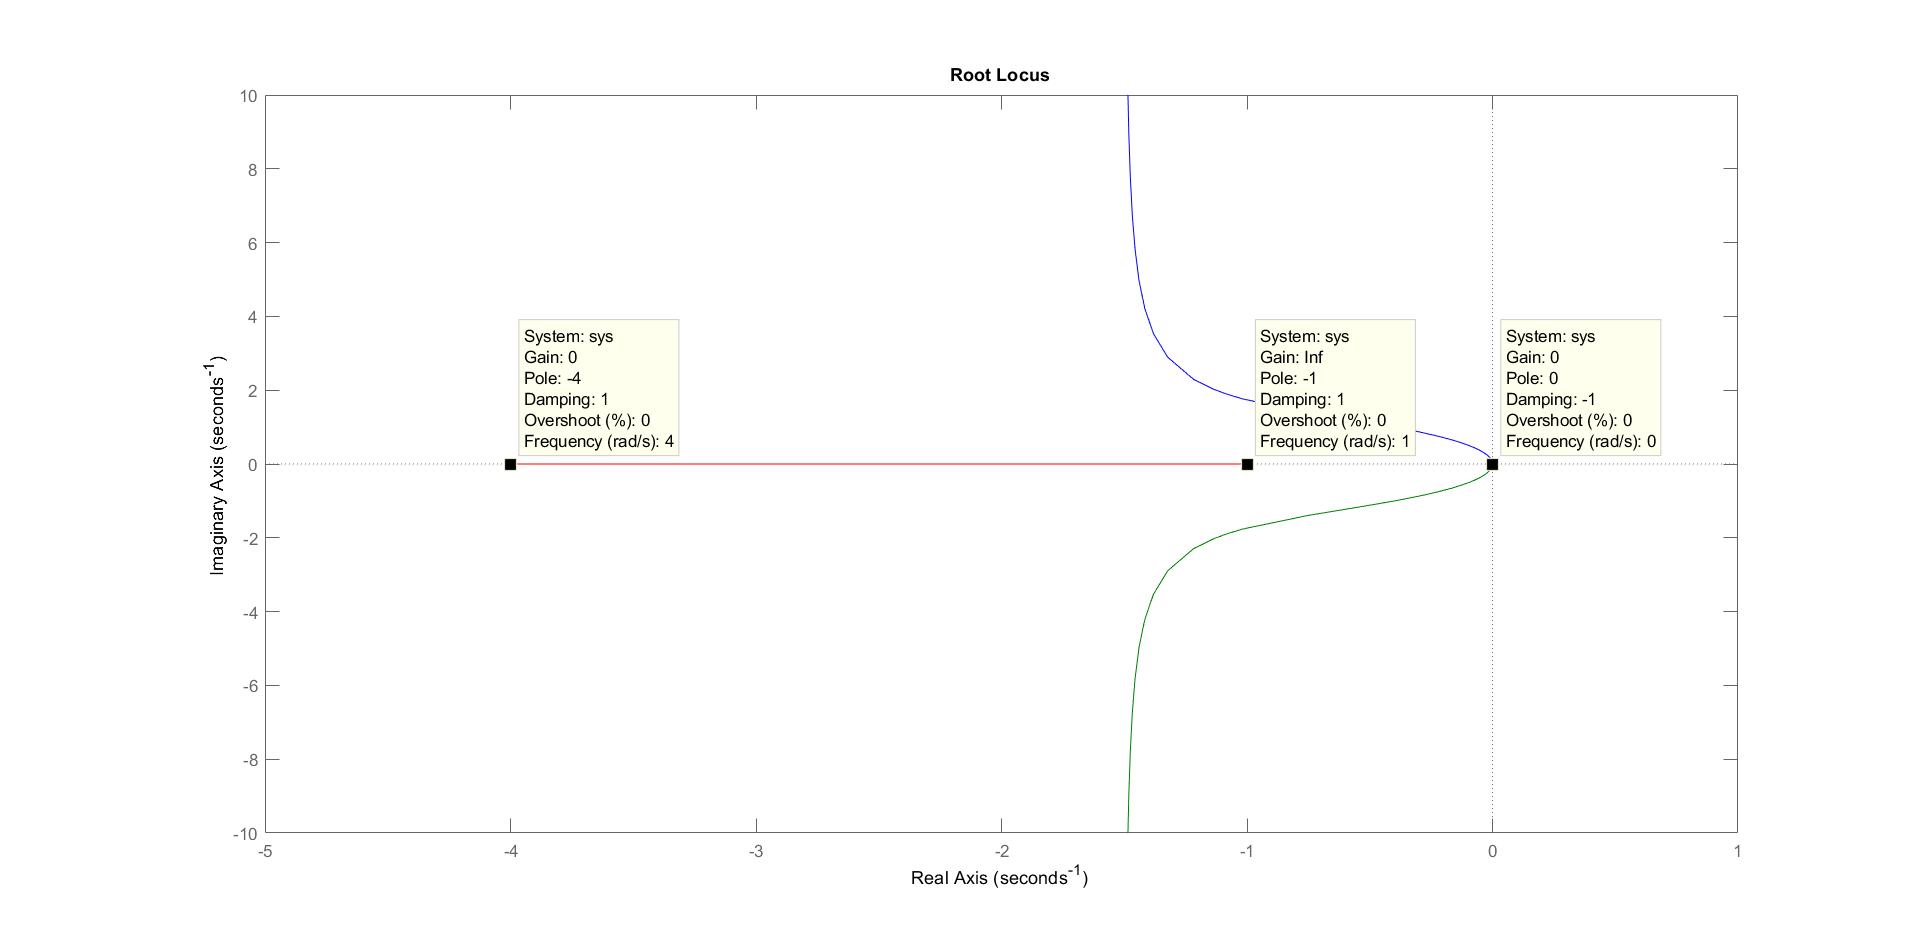 Root Locus
10
8
6
4
2
0
-2
-4
-6
-8
-10
Imaginary Axis (seconds⁻¹)
System: sys
Gain: 0
Pole: -4
Damping: 1
Overshoot (%): 0
Frequency (rad/s): 4
System: sys
Gain: Inf
Pole: -1
Damping: 1
Overshoot (%): 0
Frequency (rad/s): 1
System: sys
Gain: 0
Pole: 0
Damping: -1
Overshoot (%): 0
Frequency (rad/s): 0
-5 -4 -3 -2 -1 0 1
Real Axis (seconds⁻¹)